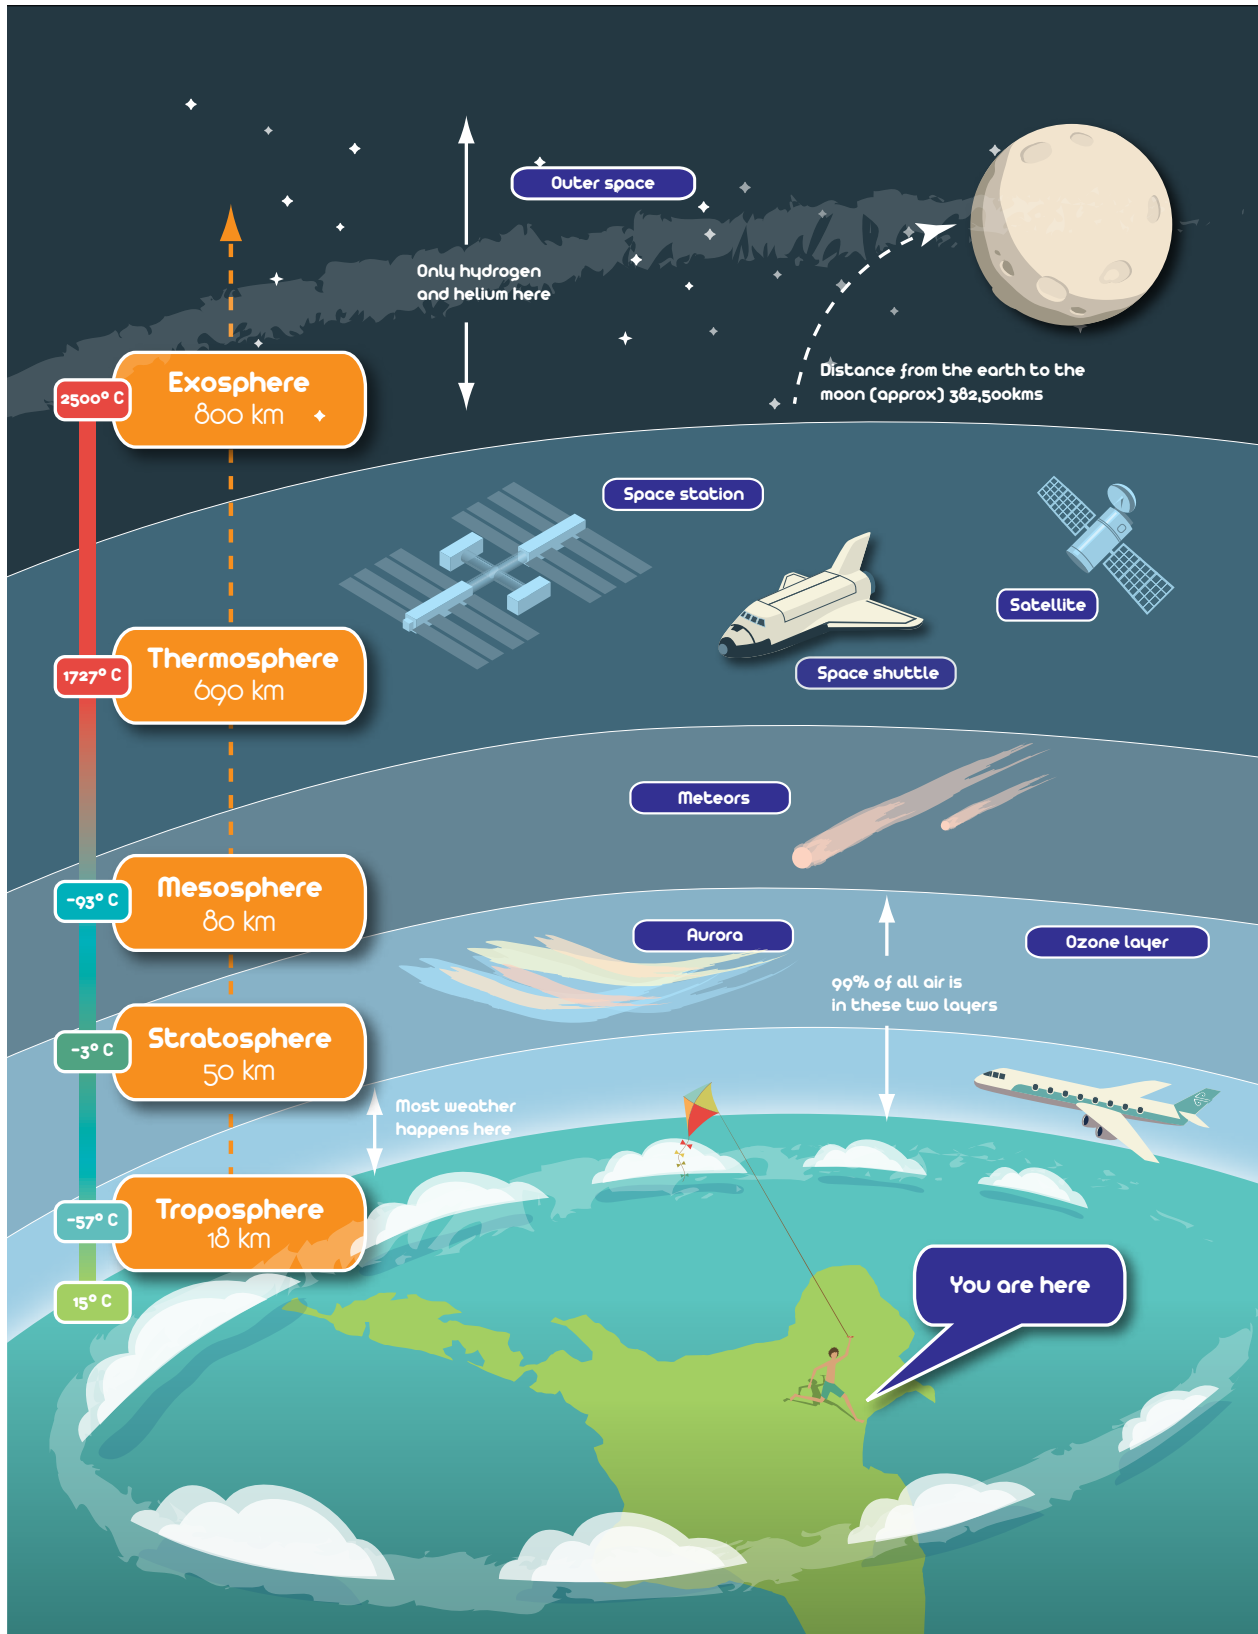 Outer space
Only hydrogen
and helium here
Distance from the earth to the
moon (approx) 382,500kms
2500° C
Exosphere
800 km
Space station
Satellite
Space shuttle
1727° C
Thermosphere
690 km
Meteors
-93° C
Mesosphere
80 km
Aurora
Ozone layer
99% of all air is
in these two layers
-3° C
Stratosphere
50 km
Most weather
happens here
-57° C
Troposphere
18 km
15° C
You are here